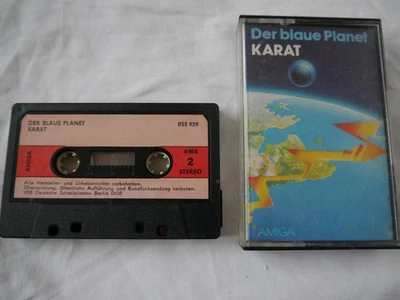 DER BLAUE PLANET
KARAT
055 929
AMIGA
AWA
2
STEREO
Alle Hersteller- und Urheberrechte vorbehalten.
Überspielung, öffentliche Aufführung und Rundfunksendung verboten.
VEB Deutsche Schallplatten Berlin DDR
Der blaue Planet
KARAT
AMIGA